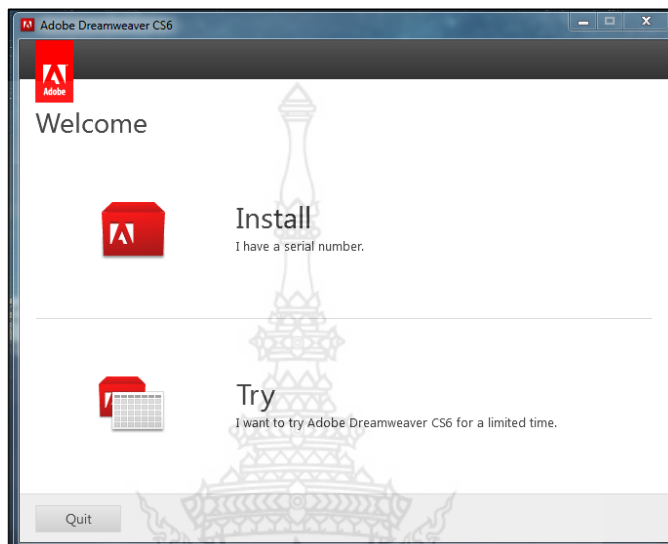 Adobe Dreamweaver CS6
Adobe
Welcome
Install
I have a serial number.
Try
I want to try Adobe Dreamweaver CS6 for a limited time.
Quit